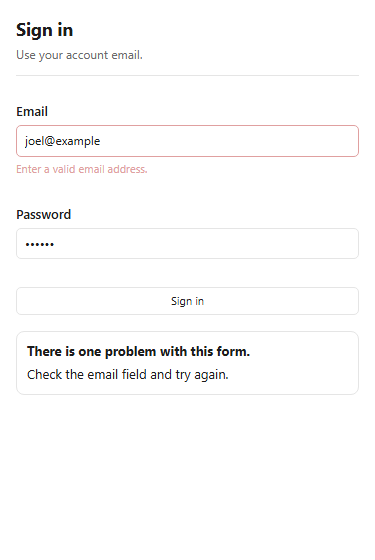 Sign in
Use your account email.
Email
joel@example
Enter a valid email address.
Password
••••••
Sign in
There is one problem with this form.
Check the email field and try again.